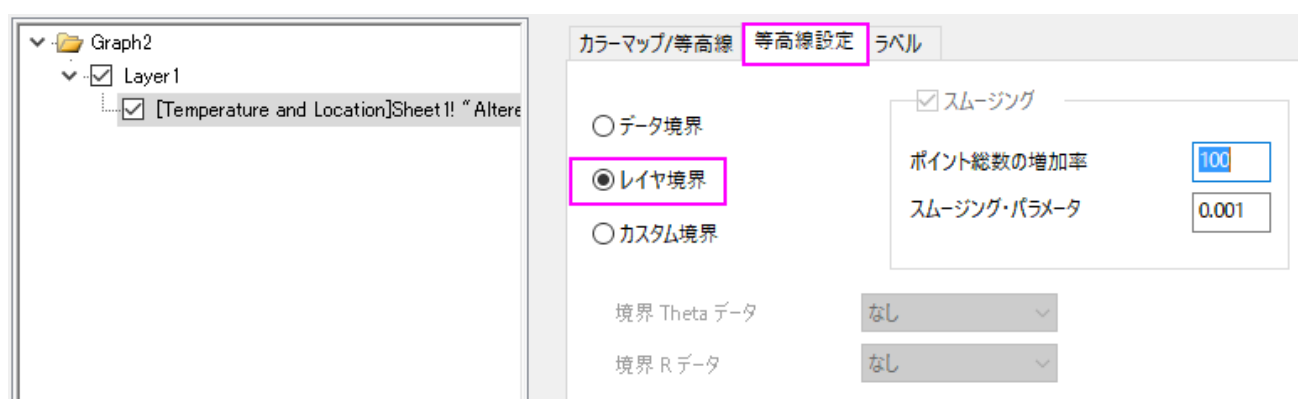 Graph2
Layer1
[Temperature and Location]Sheet1! "Altere
カラーマップ/等高線 等高線設定 ラベル
データ境界
レイヤ境界
カスタム境界
スムージング
ポイント総数の増加率 100
スムージング・パラメータ 0.001
境界 Theta データ なし
境界 R データ なし